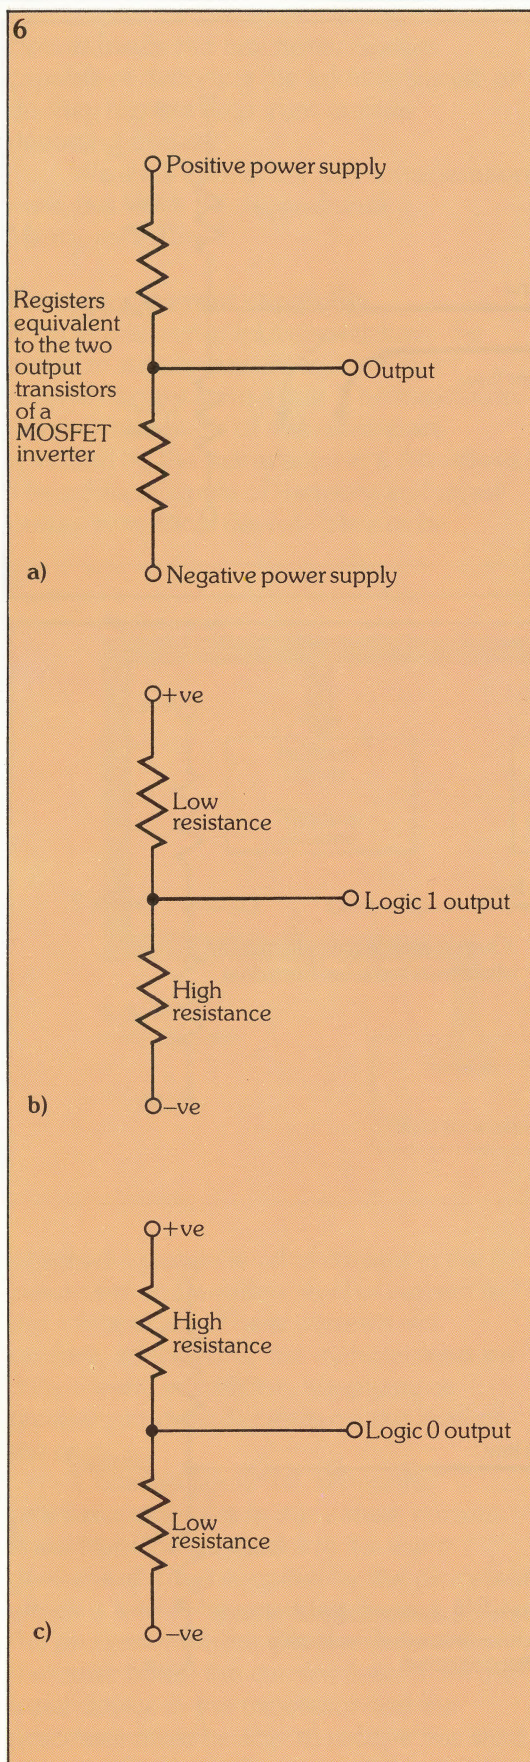 6
Positive power supply
Registers
equivalent
to the two
output
transistors
of a
MOSFET
inverter
Output
a)
Negative power supply
+ve
Low
resistance
Logic 1 output
High
resistance
b)
–ve
+ve
High
resistance
Logic 0 output
Low
resistance
c)
–ve